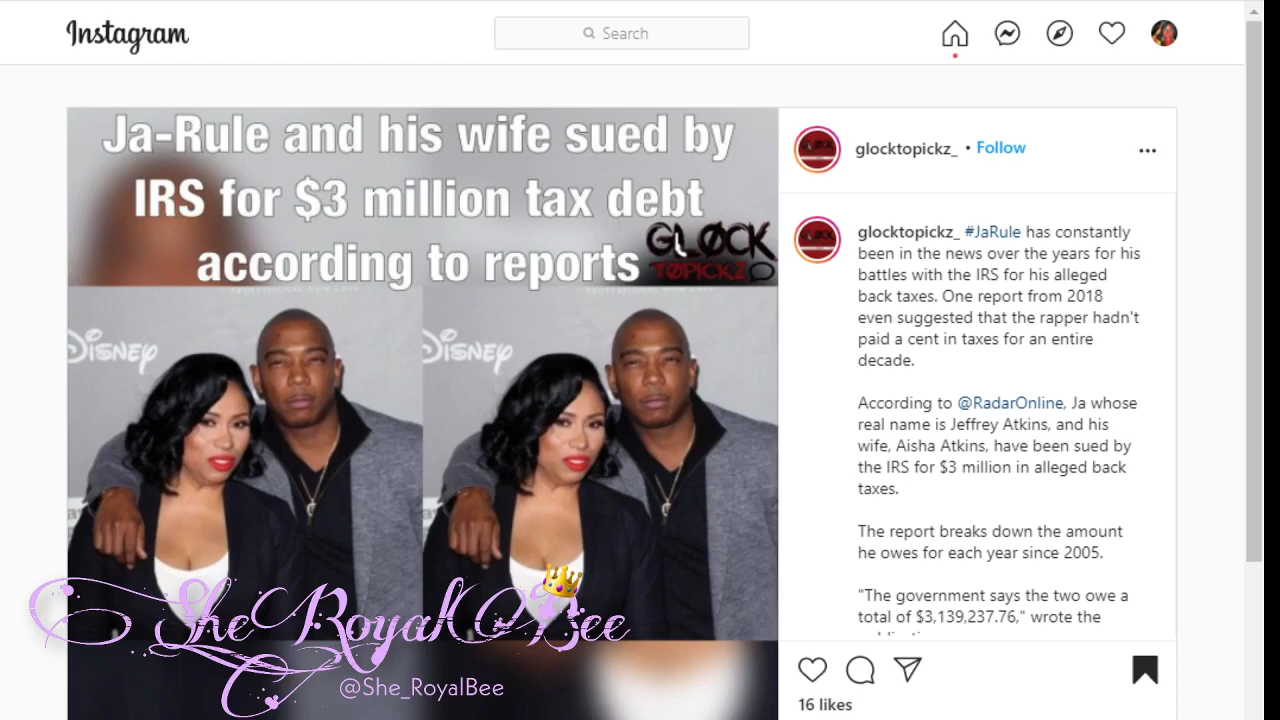 Instagram
Search
Ja-Rule and his wife sued by
IRS for $3 million tax debt
according to reports
GLOCK
TOPICKZ
DISNEY
DISNEY
SheRoyalBee
@She_RoyalBee
glocktopickz_ • Follow
glocktopickz_ #JaRule has constantly
been in the news over the years for his
battles with the IRS for his alleged
back taxes. One report from 2018
even suggested that the rapper hadn't
paid a cent in taxes for an entire
decade.
According to @RadarOnline, Ja whose
real name is Jeffrey Atkins, and his
wife, Aisha Atkins, have been sued by
the IRS for $3 million in alleged back
taxes.
The report breaks down the amount
he owes for each year since 2005.
"The government says the two owe a
total of $3,139,237.76," wrote the
16 likes